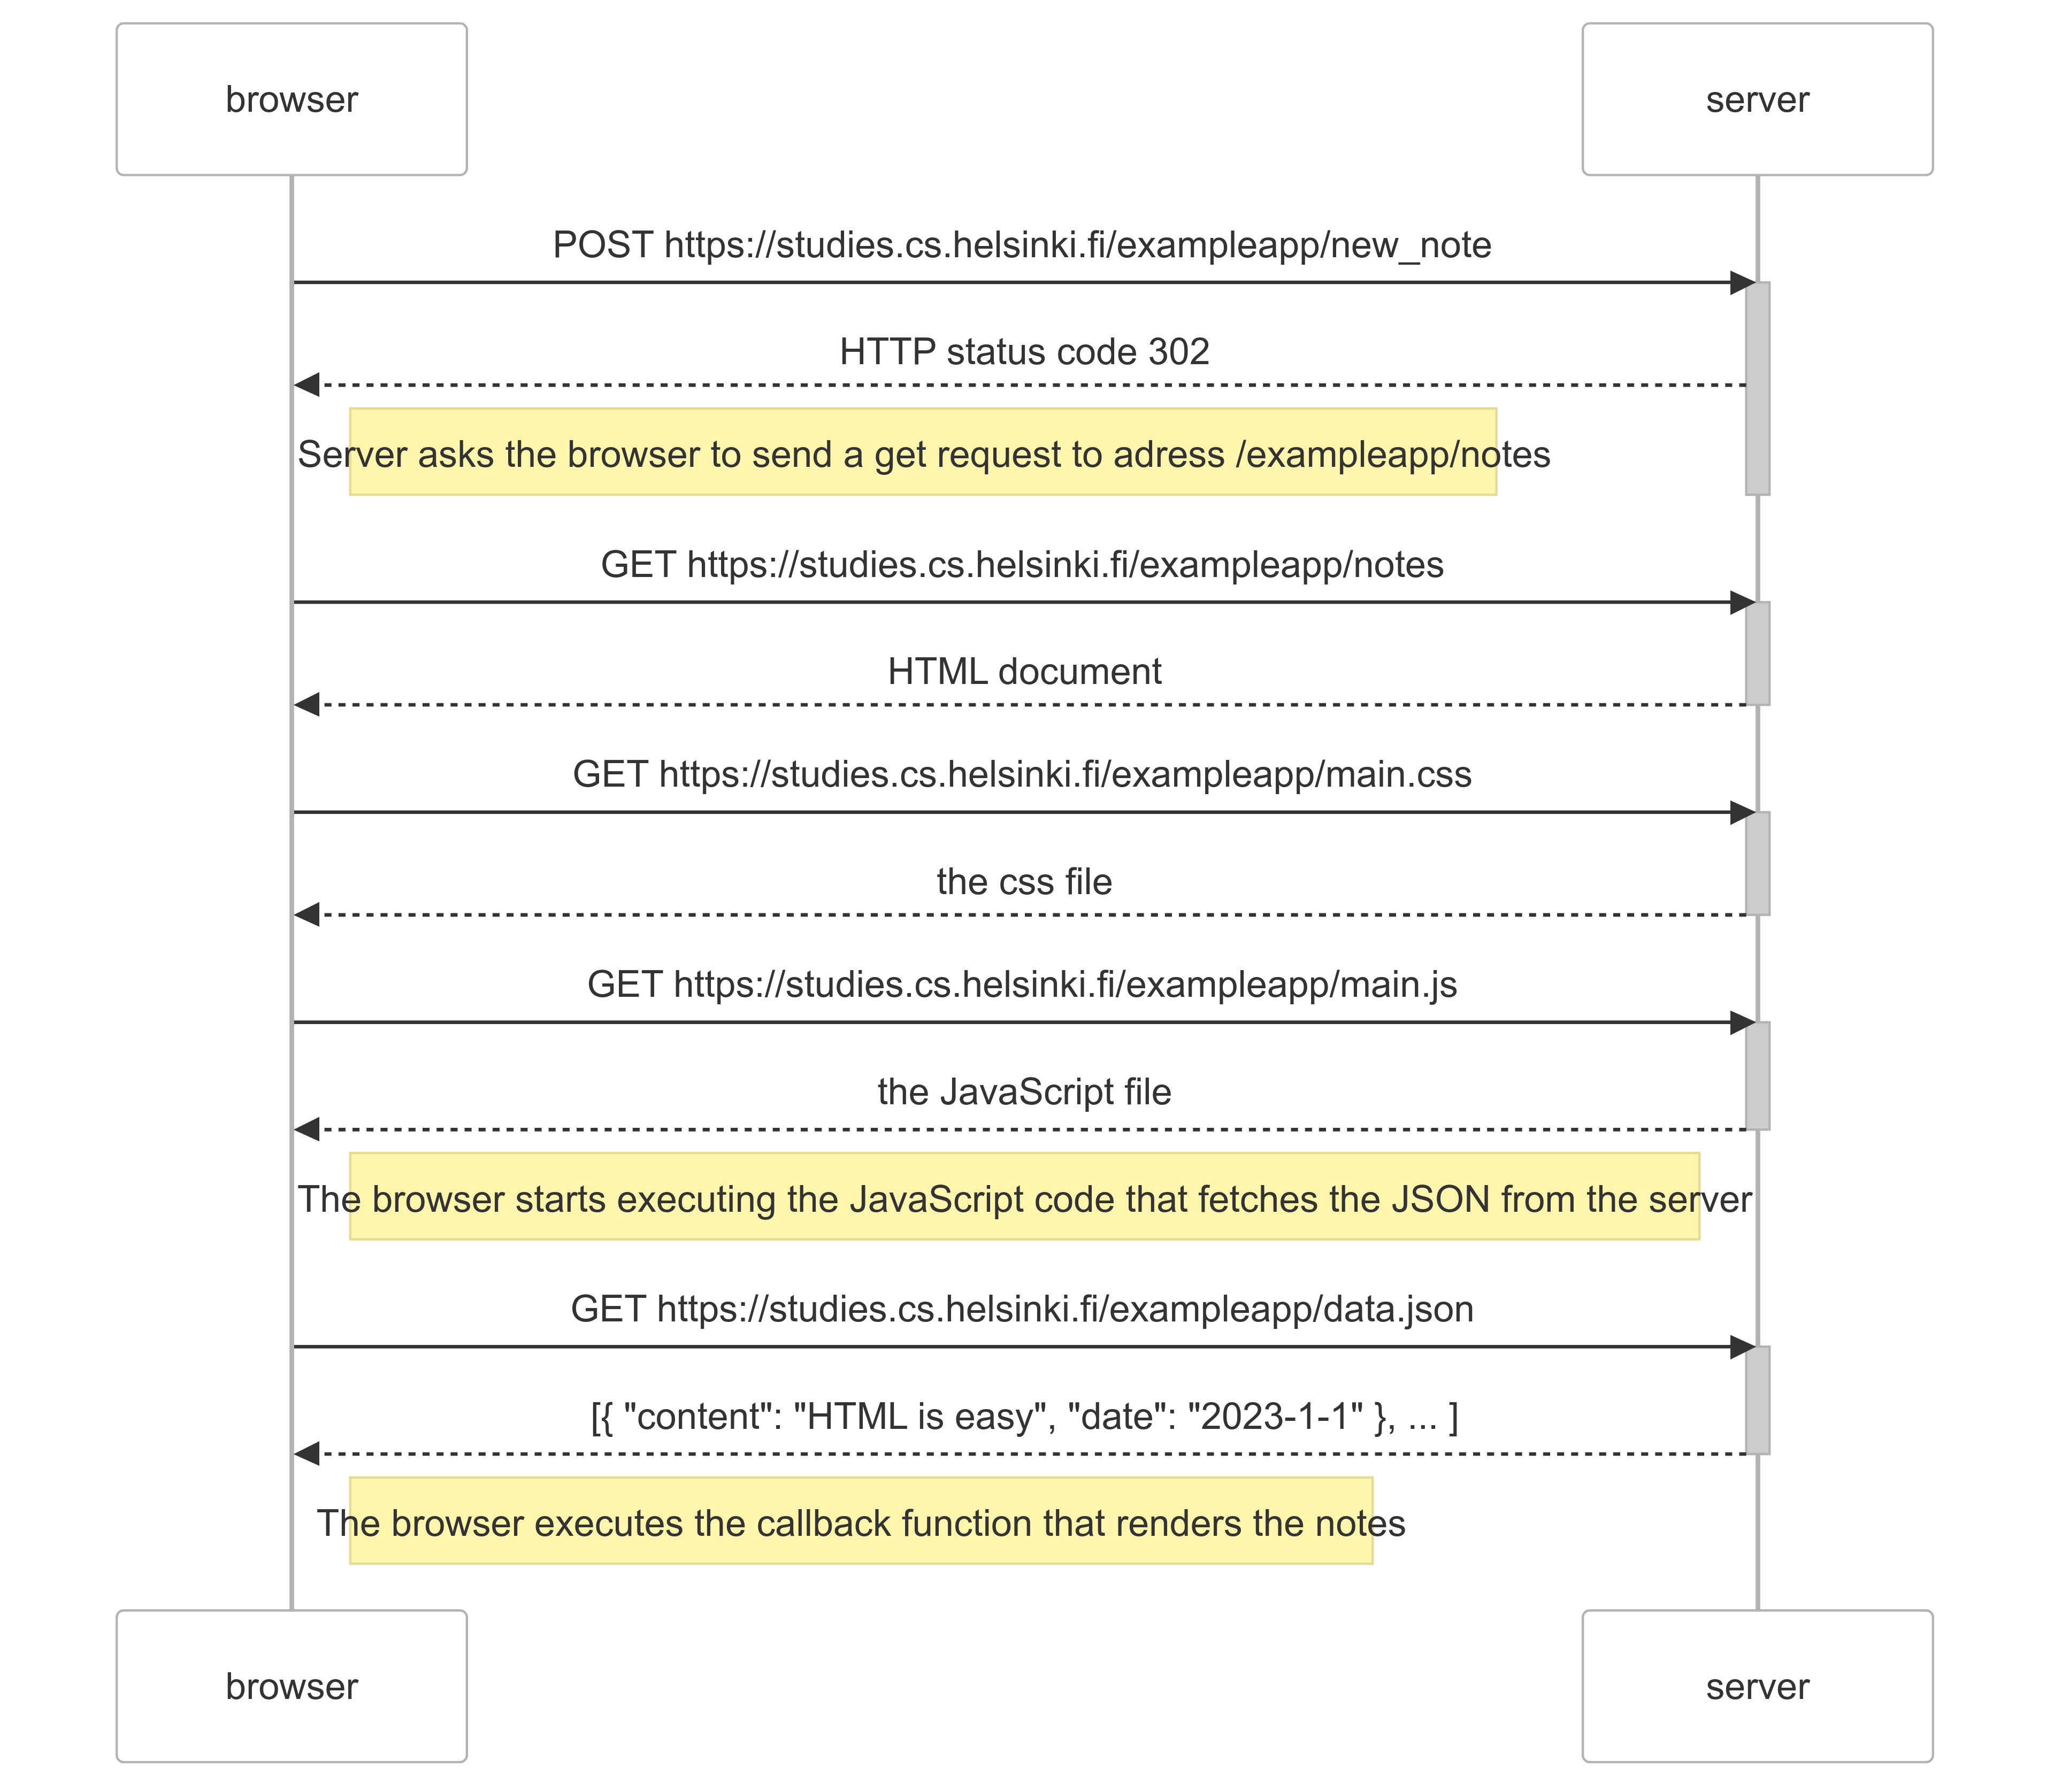 browser
server
POST https://studies.cs.helsinki.fi/exampleapp/new_note
HTTP status code 302
Server asks the browser to send a get request to adress /exampleapp/notes
GET https://studies.cs.helsinki.fi/exampleapp/notes
HTML document
GET https://studies.cs.helsinki.fi/exampleapp/main.css
the css file
GET https://studies.cs.helsinki.fi/exampleapp/main.js
the JavaScript file
The browser starts executing the JavaScript code that fetches the JSON from the server
GET https://studies.cs.helsinki.fi/exampleapp/data.json
[{ "content": "HTML is easy", "date": "2023-1-1" }, ... ]
The browser executes the callback function that renders the notes
browser
server